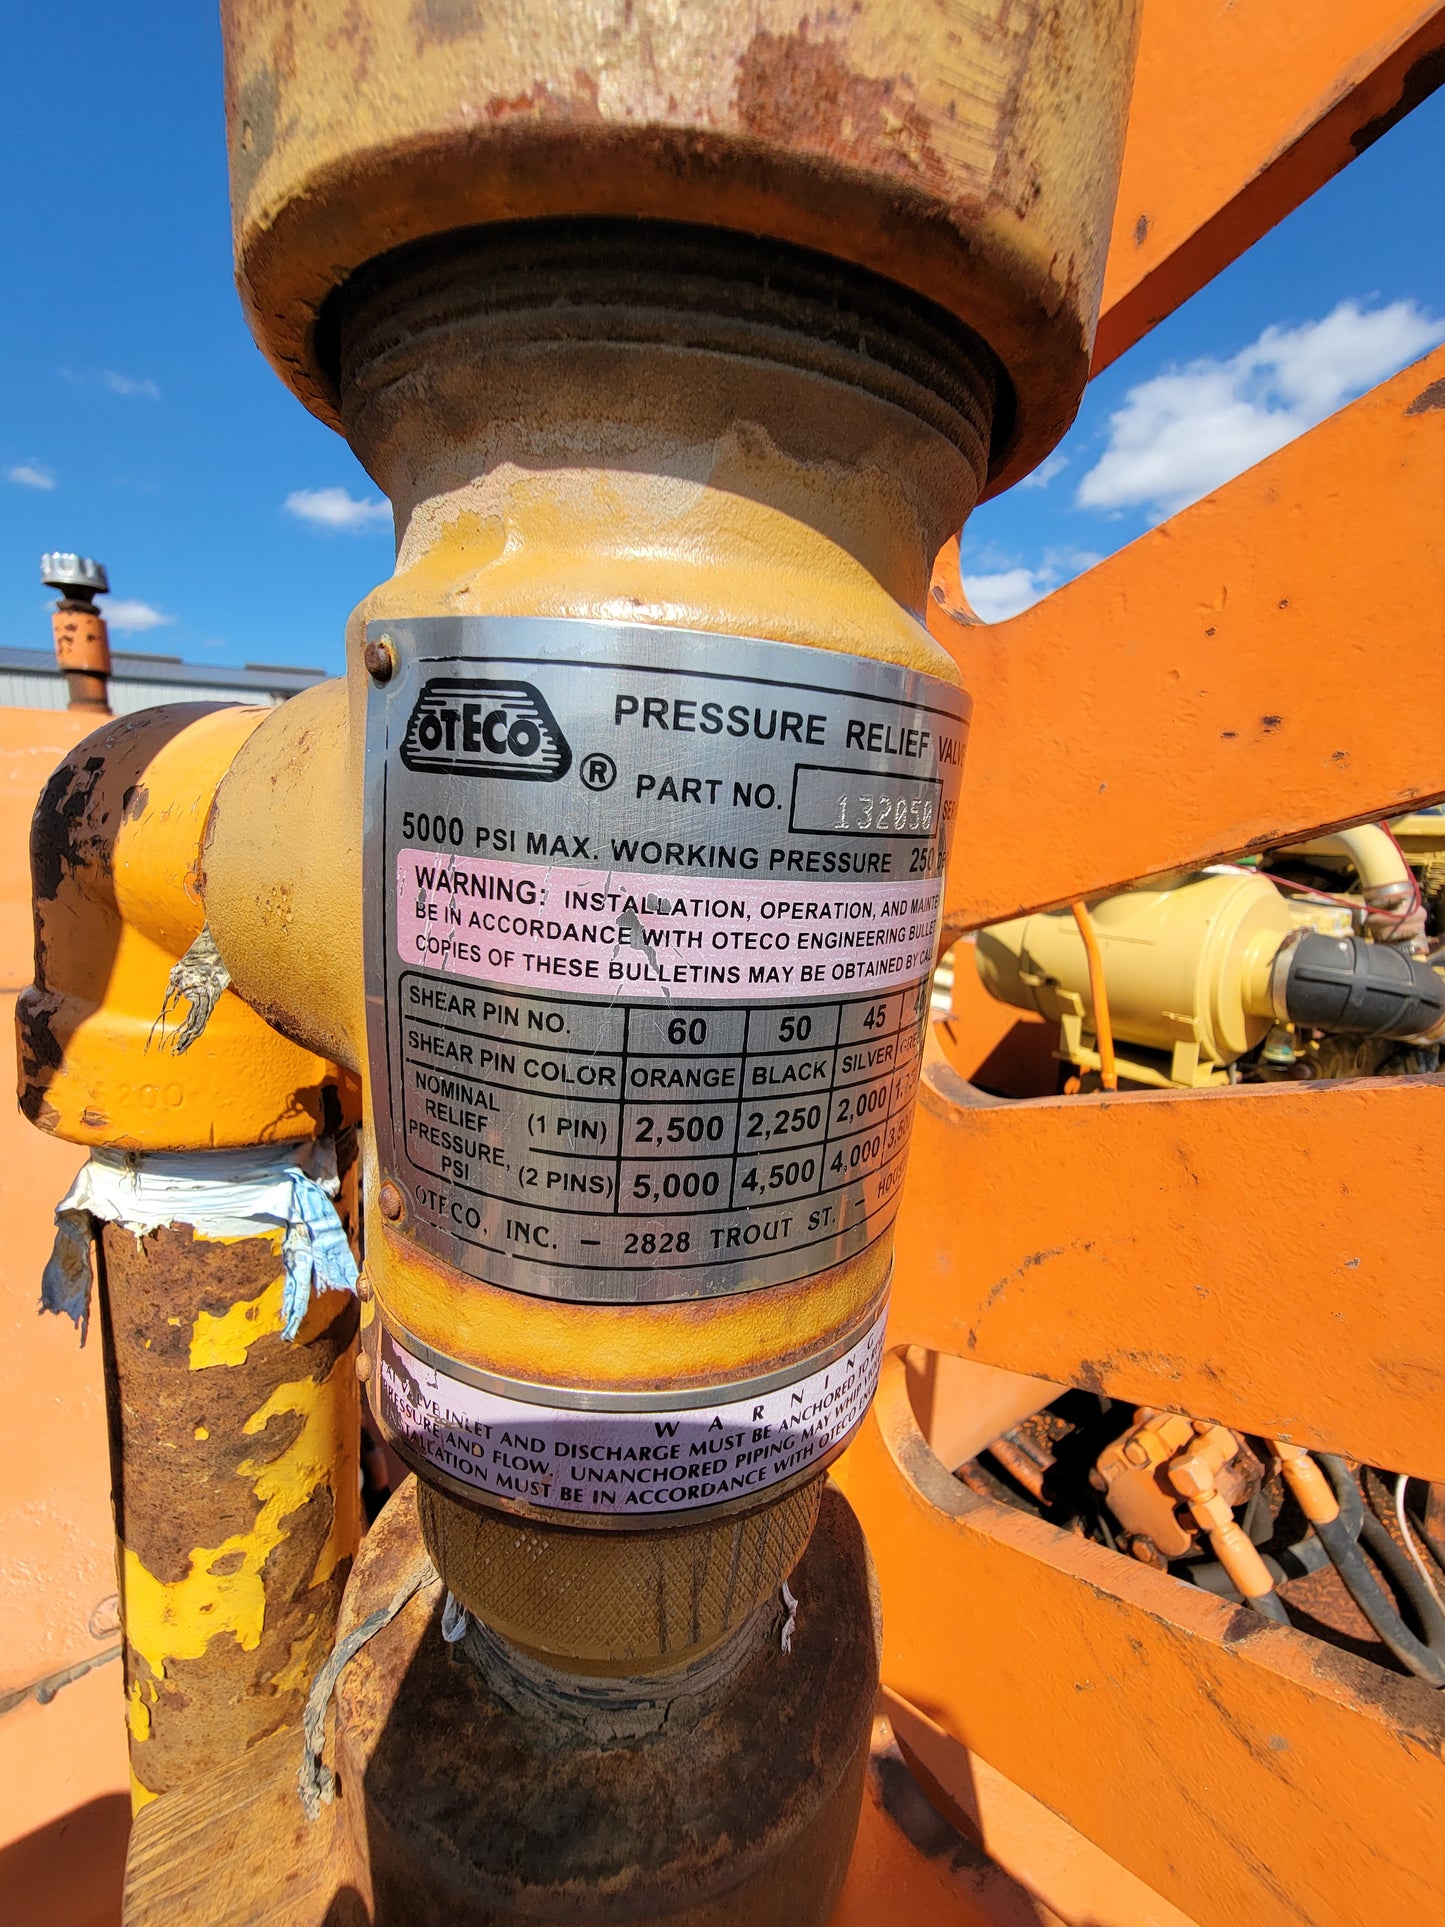 OTECO ®
PRESSURE RELIEF VALVE
PART NO. 132050
5000 PSI MAX. WORKING PRESSURE 250
WARNING: INSTALLATION, OPERATION, AND
BE IN ACCORDANCE WITH OTECO ENGINEERING
COPIES OF THESE BULLETINS MAY BE OBTAINED BY
SHEAR PIN NO. 60 50 45
SHEAR PIN COLOR ORANGE BLACK SILVER
NOMINAL RELIEF PRESSURE, PSI
(1 PIN) 2,500 2,250 2,000
(2 PINS) 5,000 4,500 4,000
OTECO, INC. – 2828 TROUT ST. –
WARNING
VALVE INLET AND DISCHARGE MUST BE ANCHORED TO
PRESSURE AND FLOW. UNANCHORED PIPING MAY WHIP
INSTALLATION MUST BE IN ACCORDANCE WITH OTECO
6200